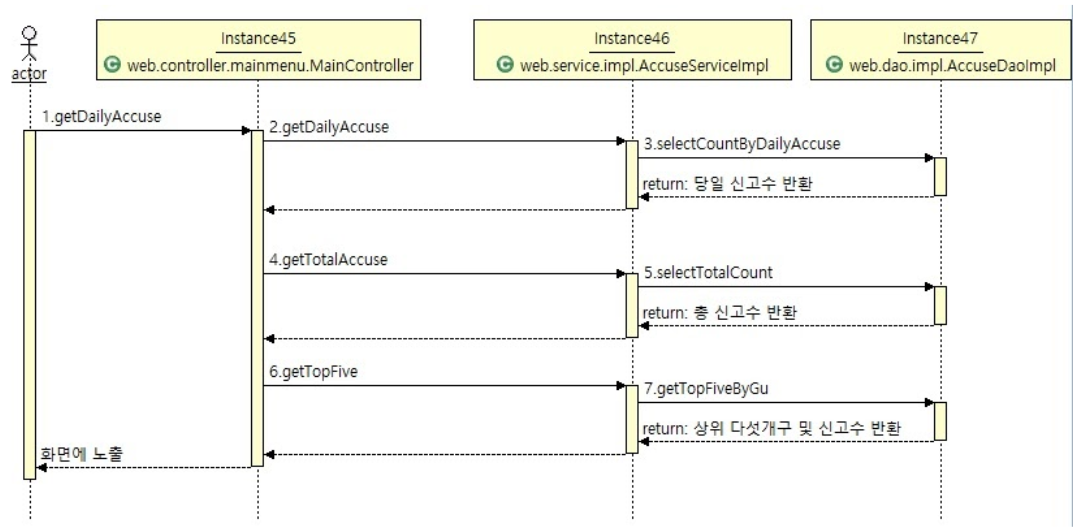 actor
Instance45
web.controller.mainmenu.MainController
Instance46
web.service.impl.AccuseServiceImpl
Instance47
web.dao.impl.AccuseDaoImpl
1.getDailyAccuse
2.getDailyAccuse
3.selectCountByDailyAccuse
return: 당일 신고수 반환
4.getTotalAccuse
5.selectTotalCount
return: 총 신고수 반환
6.getTopFive
7.getTopFiveByGu
return: 상위 다섯개구 및 신고수 반환
화면에 노출